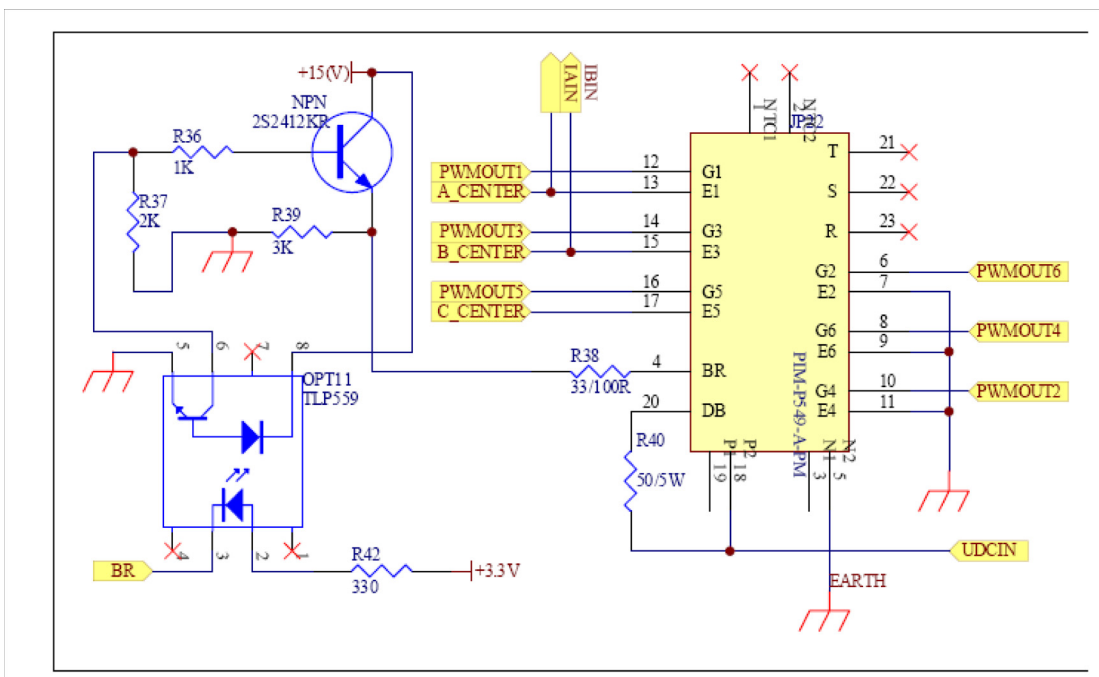 +15(V)
NPN
2S2412KR
R36
1K
R37
2K
R39
3K
IAIN
IBIN
PWMOUT1
A_CENTER
PWMOUT3
B_CENTER
PWMOUT5
C_CENTER
12
13
14
15
16
17
4
20
G1
E1
G3
E3
G5
E5
BR
DB
1
2
NTC1
T
S
R
G2
E2
G6
E6
G4
E4
21
22
23
6
7
8
9
10
11
PWMOUT6
PWMOUT4
PWMOUT2
PIM-P549-A-PM
P1
P2
N1
N2
19
18
3
5
R38
33/100R
R40
50/5W
UDCIN
EARTH
5
6
7
8
OPT11
TLP559
4
3
2
1
BR
R42
330
+3.3V